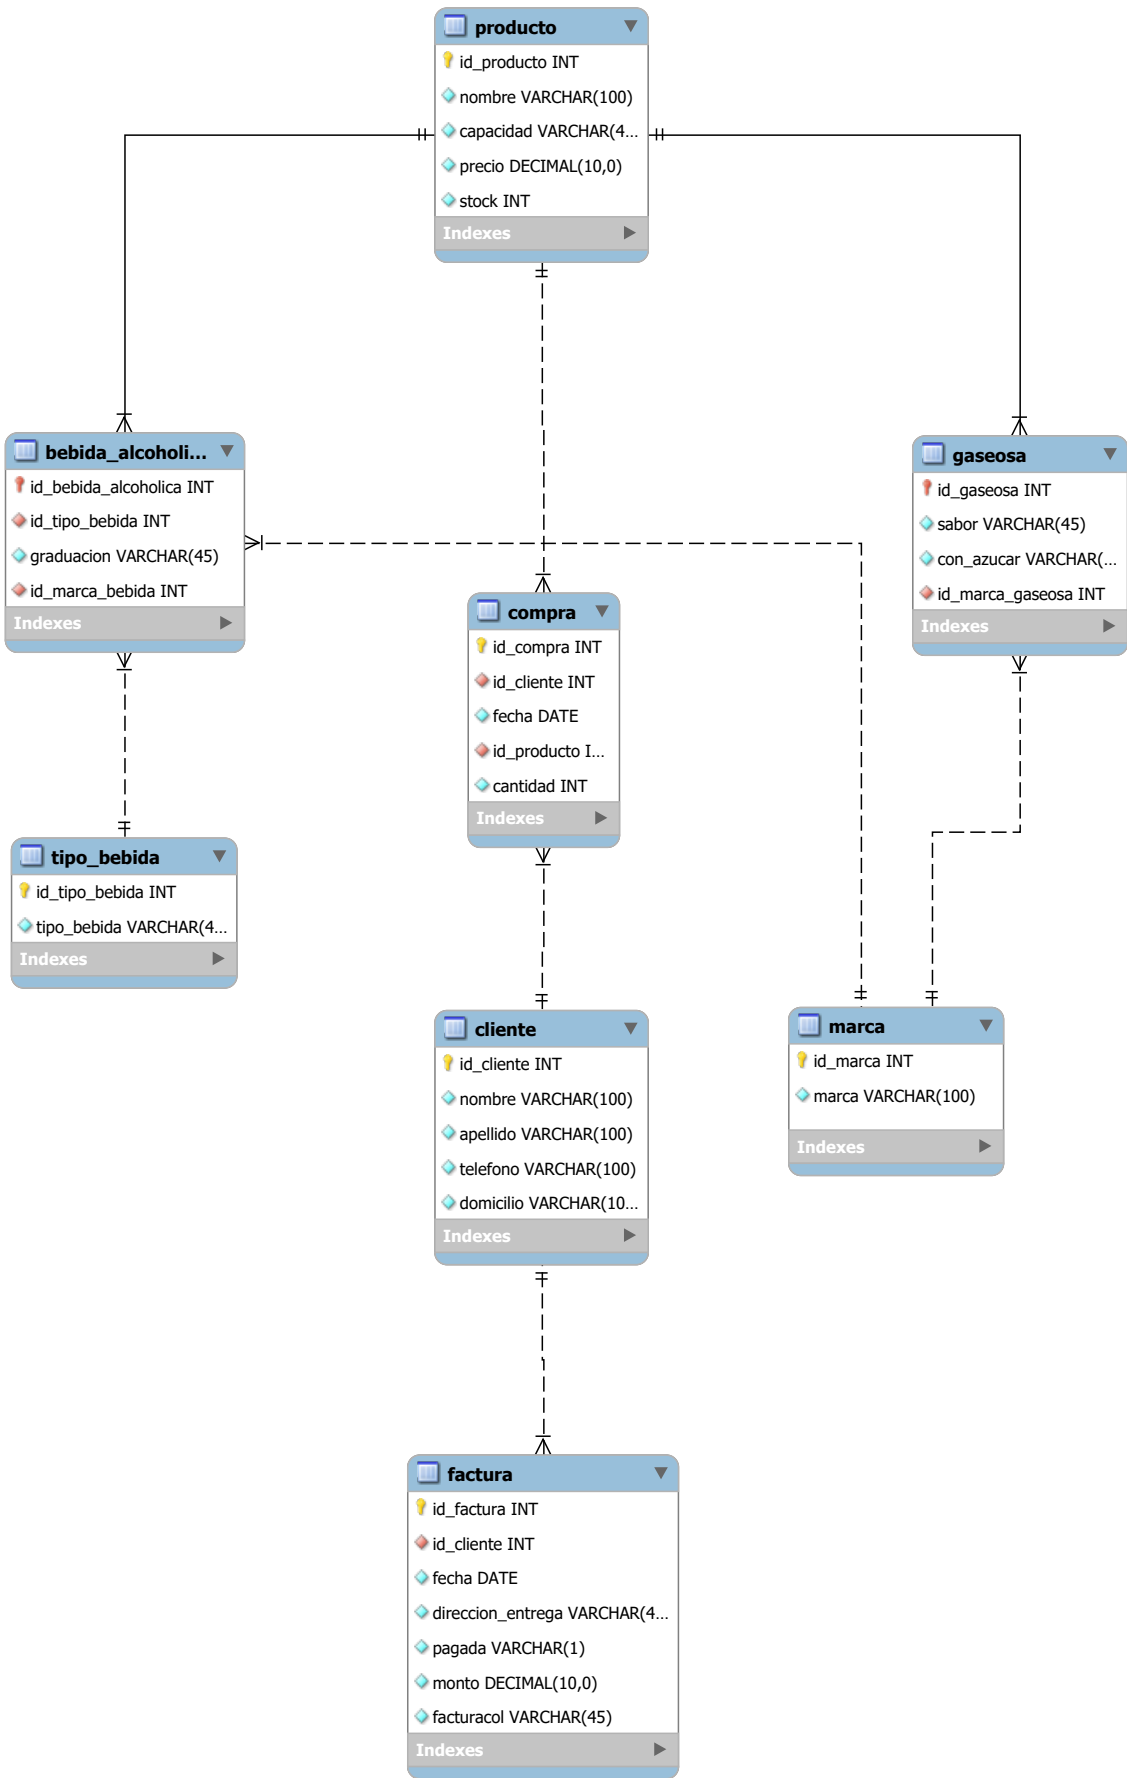 producto
id_producto INT
nombre VARCHAR(100)
capacidad VARCHAR(4...
precio DECIMAL(10,0)
stock INT
Indexes
bebida_alcoholi...
id_bebida_alcoholica INT
id_tipo_bebida INT
graduacion VARCHAR(45)
id_marca_bebida INT
Indexes
gaseosa
id_gaseosa INT
sabor VARCHAR(45)
con_azucar VARCHAR(...
id_marca_gaseosa INT
Indexes
compra
id_compra INT
id_cliente INT
fecha DATE
id_producto I...
cantidad INT
Indexes
tipo_bebida
id_tipo_bebida INT
tipo_bebida VARCHAR(4...
Indexes
cliente
id_cliente INT
nombre VARCHAR(100)
apellido VARCHAR(100)
telefono VARCHAR(100)
domicilio VARCHAR(10...
Indexes
marca
id_marca INT
marca VARCHAR(100)
Indexes
factura
id_factura INT
id_cliente INT
fecha DATE
direccion_entrega VARCHAR(4...
pagada VARCHAR(1)
monto DECIMAL(10,0)
facturacol VARCHAR(45)
Indexes